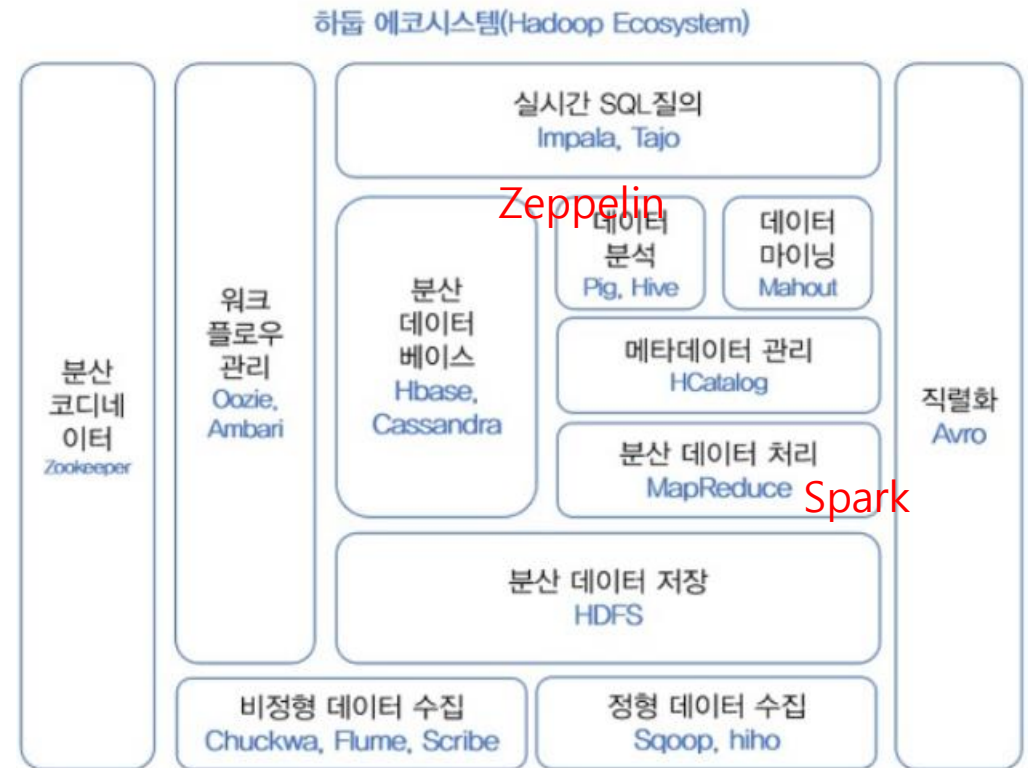 하둡 에코시스템(Hadoop Ecosystem)
실시간 SQL질의
Impala, Tajo
Zeppelin
데이터
분석
Pig, Hive
데이터
마이닝
Mahout
분산
데이터
베이스
Hbase,
Cassandra
메타데이터 관리
HCatalog
분산 데이터 처리
MapReduce
Spark
워크
플로우
관리
Oozie,
Ambari
분산
코디네
이터
Zookeeper
직렬화
Avro
분산 데이터 저장
HDFS
비정형 데이터 수집
Chuckwa, Flume, Scribe
정형 데이터 수집
Sqoop, hiho